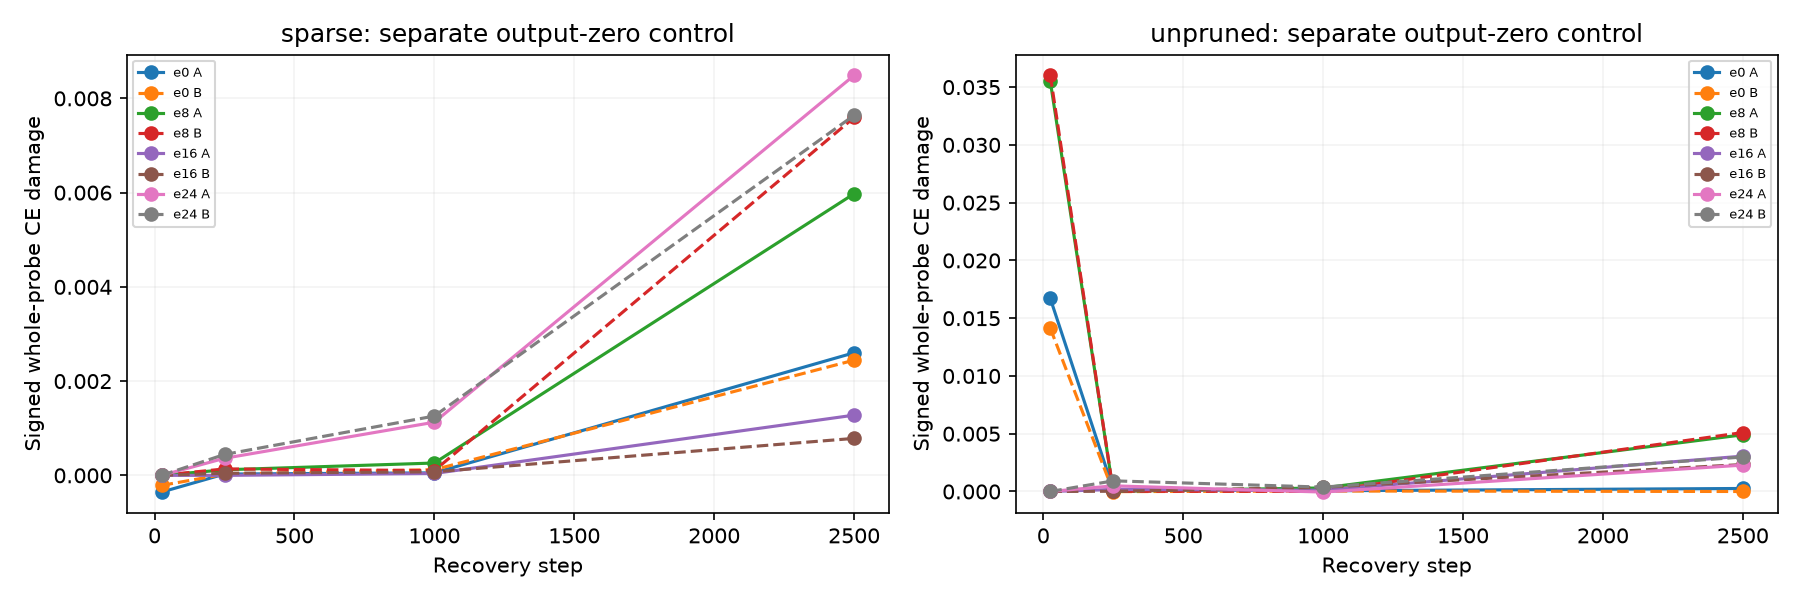 sparse: separate output-zero control
Signed whole-probe CE damage
0.008
0.006
0.004
0.002
0.000
e0 A
e0 B
e8 A
e8 B
e16 A
e16 B
e24 A
e24 B
0
500
1000
1500
2000
2500
Recovery step
unpruned: separate output-zero control
Signed whole-probe CE damage
0.035
0.030
0.025
0.020
0.015
0.010
0.005
0.000
e0 A
e0 B
e8 A
e8 B
e16 A
e16 B
e24 A
e24 B
0
500
1000
1500
2000
2500
Recovery step